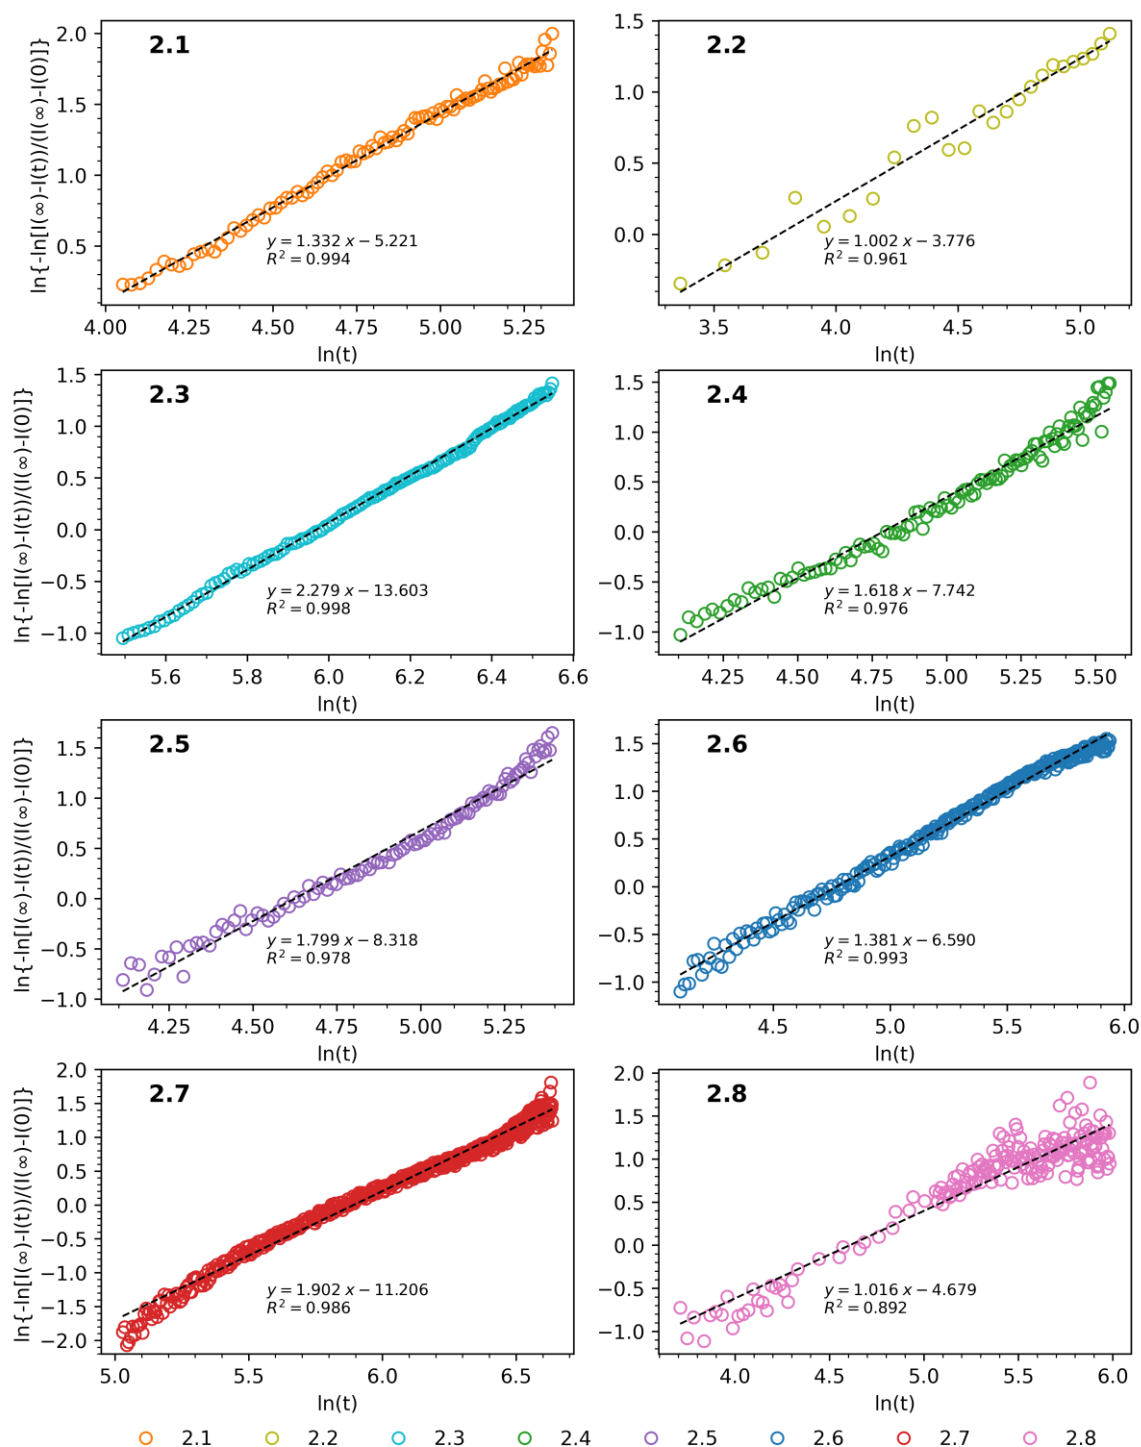 2.1
2.0
1.5
1.0
0.5
4.00 4.25 4.50 4.75 5.00 5.25
ln(t)
ln{-ln[I(∞)-I(t))/(I(∞)-I(0)]}
y = 1.332 x − 5.221
R² = 0.994
2.2
1.5
1.0
0.5
0.0
3.5 4.0 4.5 5.0
ln(t)
y = 1.002 x − 3.776
R² = 0.961
2.3
1.5
1.0
0.5
0.0
−0.5
−1.0
5.6 5.8 6.0 6.2 6.4 6.6
ln(t)
ln{-ln[I(∞)-I(t))/(I(∞)-I(0)]}
y = 2.279 x − 13.603
R² = 0.998
2.4
1.5
1.0
0.5
0.0
−0.5
−1.0
4.25 4.50 4.75 5.00 5.25 5.50
ln(t)
y = 1.618 x − 7.742
R² = 0.976
2.5
1.5
1.0
0.5
0.0
−0.5
−1.0
4.25 4.50 4.75 5.00 5.25
ln(t)
ln{-ln[I(∞)-I(t))/(I(∞)-I(0)]}
y = 1.799 x − 8.318
R² = 0.978
2.6
1.5
1.0
0.5
0.0
−0.5
−1.0
4.5 5.0 5.5 6.0
ln(t)
y = 1.381 x − 6.590
R² = 0.993
2.7
2.0
1.5
1.0
0.5
0.0
−0.5
−1.0
−1.5
−2.0
5.0 5.5 6.0 6.5
ln(t)
ln{-ln[I(∞)-I(t))/(I(∞)-I(0)]}
y = 1.902 x − 11.206
R² = 0.986
2.8
2.0
1.5
1.0
0.5
0.0
−0.5
−1.0
4.0 4.5 5.0 5.5 6.0
ln(t)
y = 1.016 x − 4.679
R² = 0.892
2.1 2.2 2.3 2.4 2.5 2.6 2.7 2.8